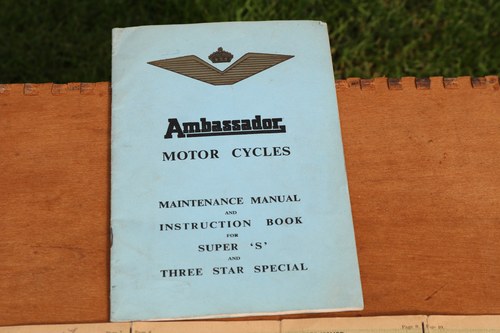 Ambassador
MOTOR CYCLES
MAINTENANCE MANUAL
AND
INSTRUCTION BOOK
FOR
SUPER 'S'
AND
THREE STAR SPECIAL